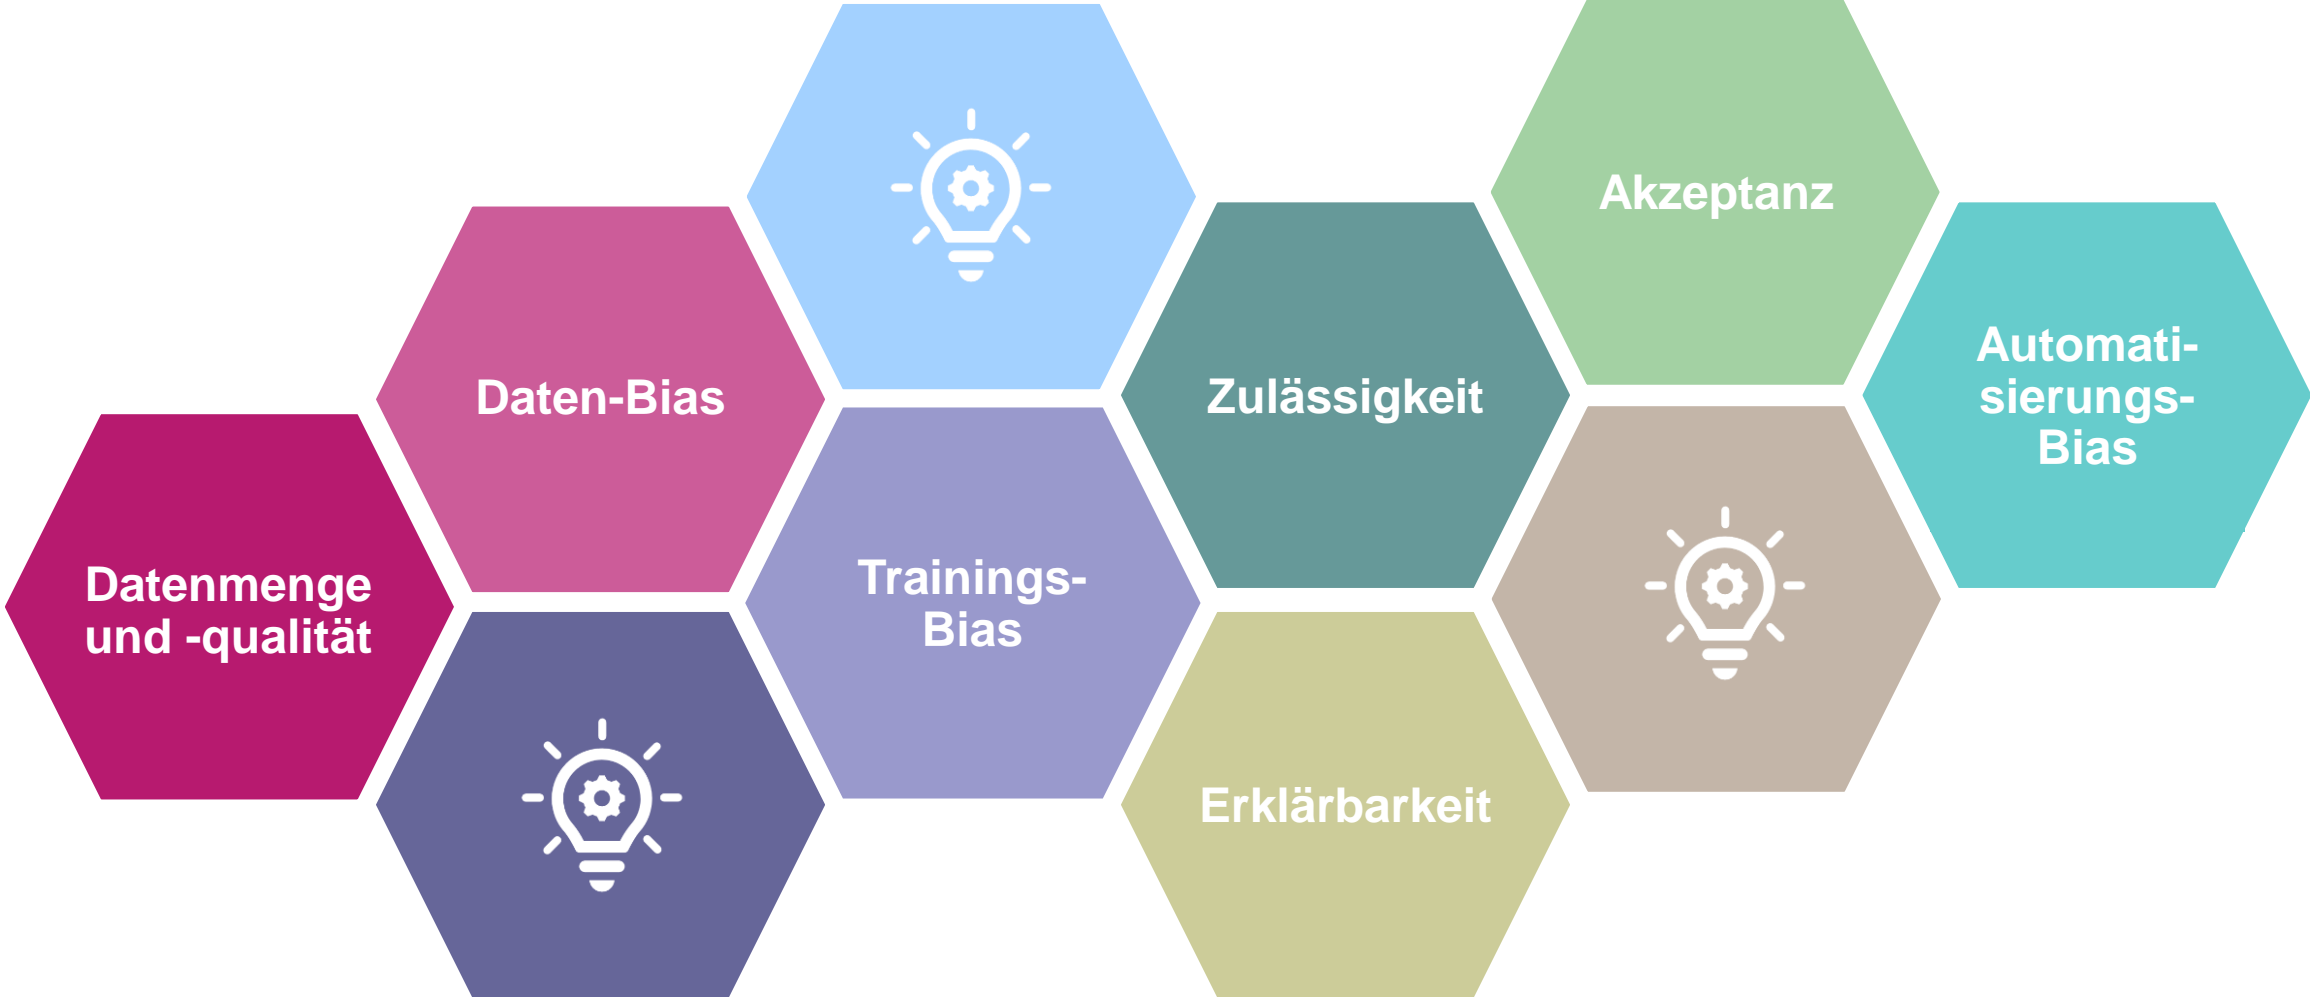 Datenmenge
und -qualität
Daten-Bias
Trainings-
Bias
Zulässigkeit
Erklärbarkeit
Akzeptanz
Automati-
sierungs-
Bias